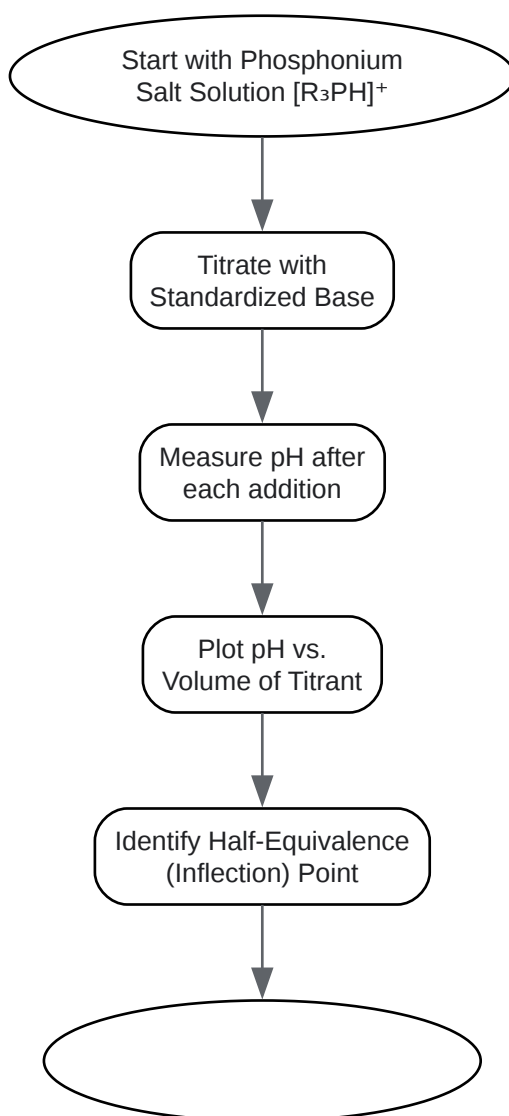 Start with Phosphonium
Salt Solution [R₃PH]⁺
Titrate with
Standardized Base
Measure pH after
each addition
Plot pH vs.
Volume of Titrant
Identify Half-Equivalence
(Inflection) Point